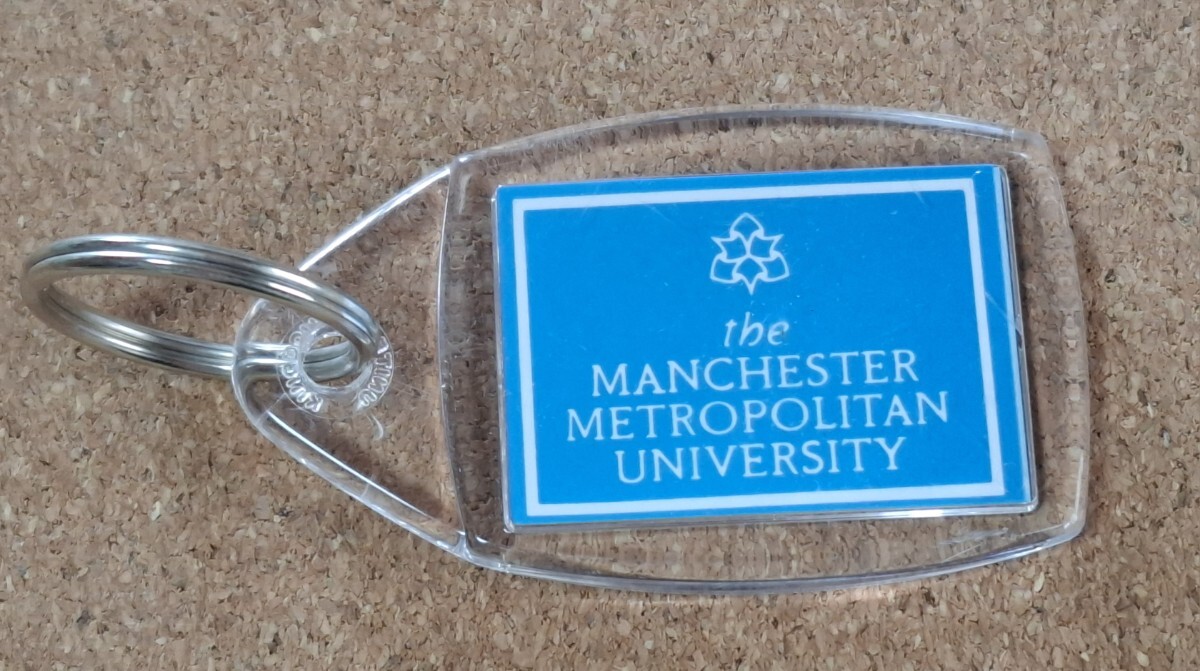 the
MANCHESTER
METROPOLITAN
UNIVERSITY